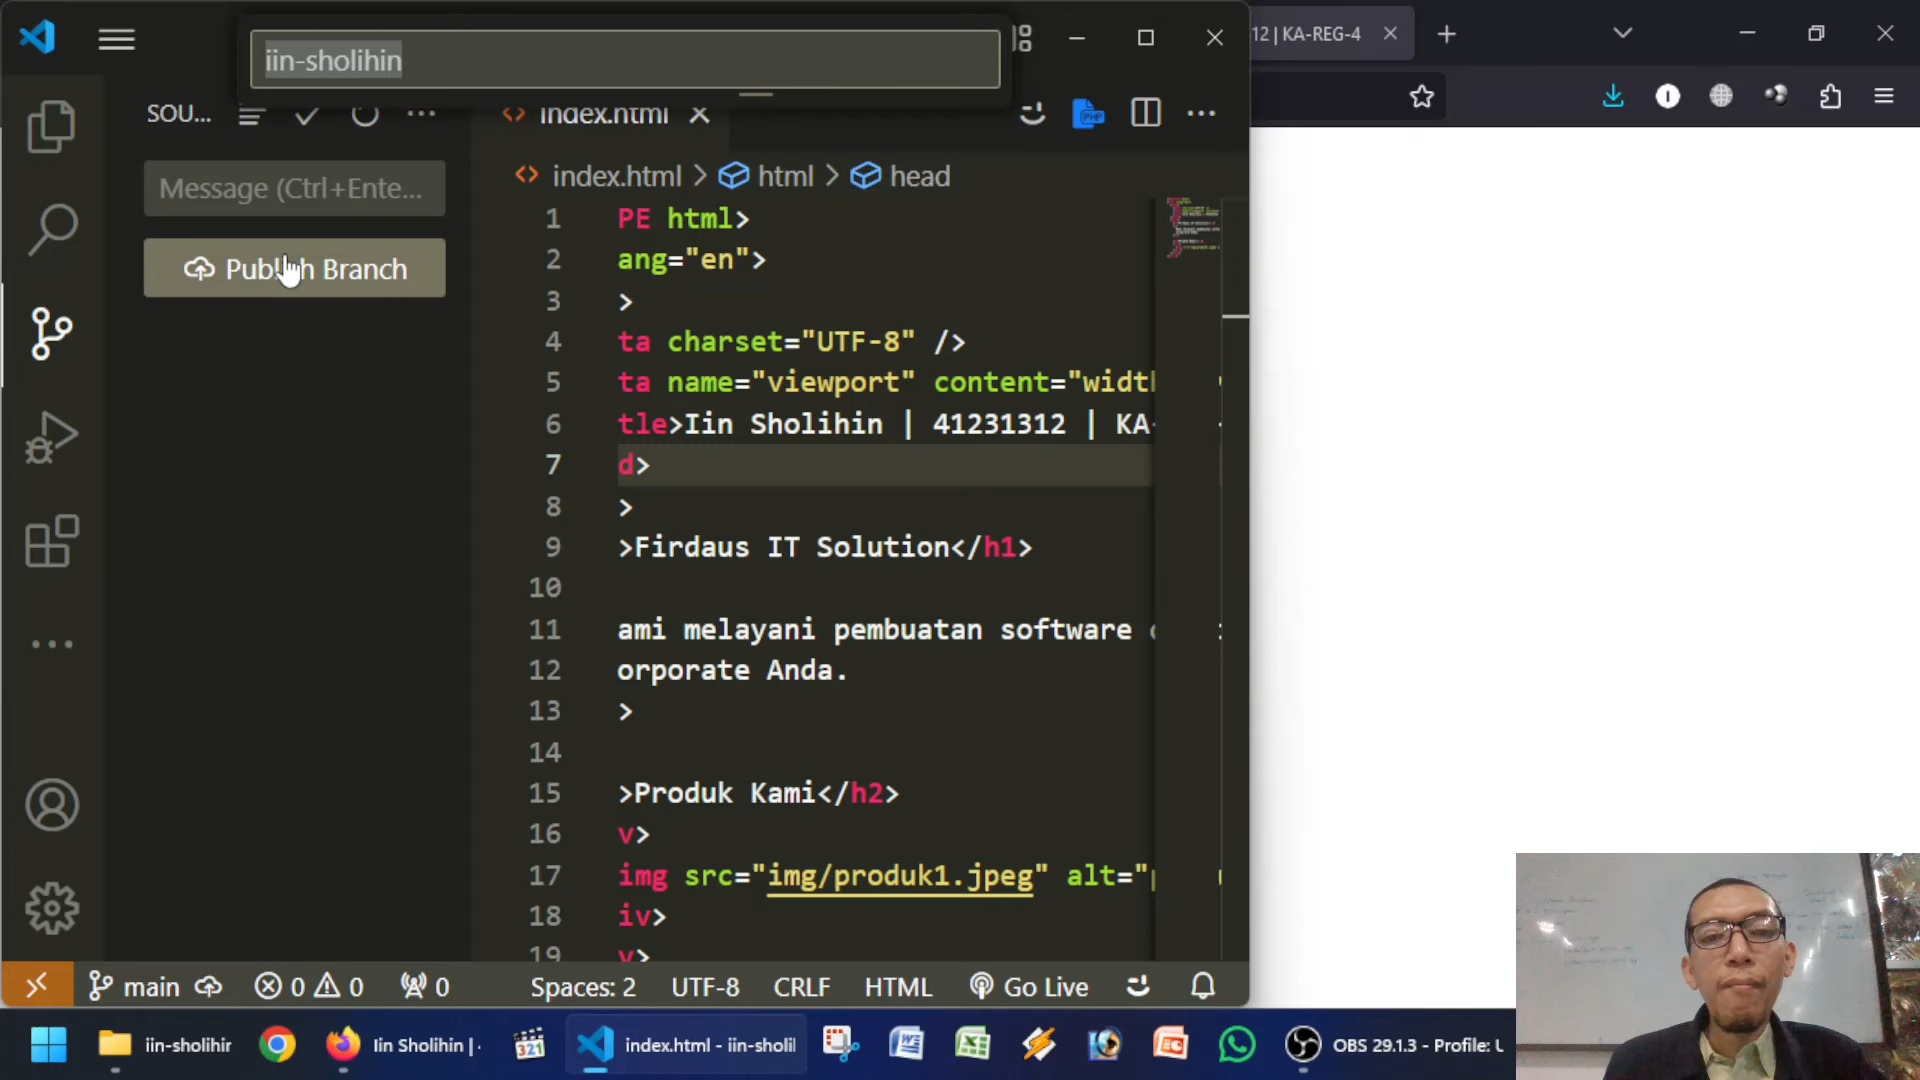 iin-sholihin
12 | KA-REG-4
SOU...
index.html
Message (Ctrl+Ente...
Publish Branch
index.html > html > head
1 PE html>
2 ang="en">
3 >
4 ta charset="UTF-8" />
5 ta name="viewport" content="width
6 tle>Iin Sholihin | 41231312 | KA-
7 d>
8 >
9 >Firdaus IT Solution</h1>
10
11 ami melayani pembuatan software
12 orporate Anda.
13 >
14
15 >Produk Kami</h2>
16 v>
17 img src="img/produk1.jpeg" alt="p
18 iv>
19 v>
main 0 0 0 Spaces: 2 UTF-8 CRLF HTML Go Live
iin-sholihir Iin Sholihin | 321 index.html - iin-sholil OBS 29.1.3 - Profile: U